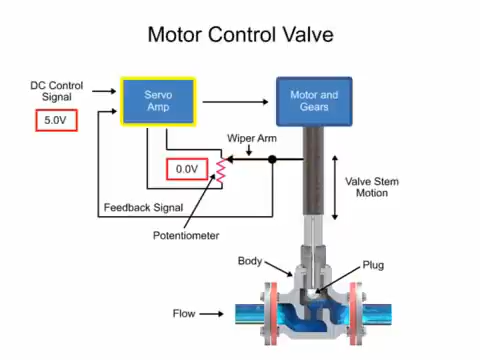 Motor Control Valve
DC Control
Signal
5.0V
Servo
Amp
Motor and
Gears
Wiper Arm
0.0V
Valve Stem
Motion
Feedback Signal
Potentiometer
Body
Plug
Flow